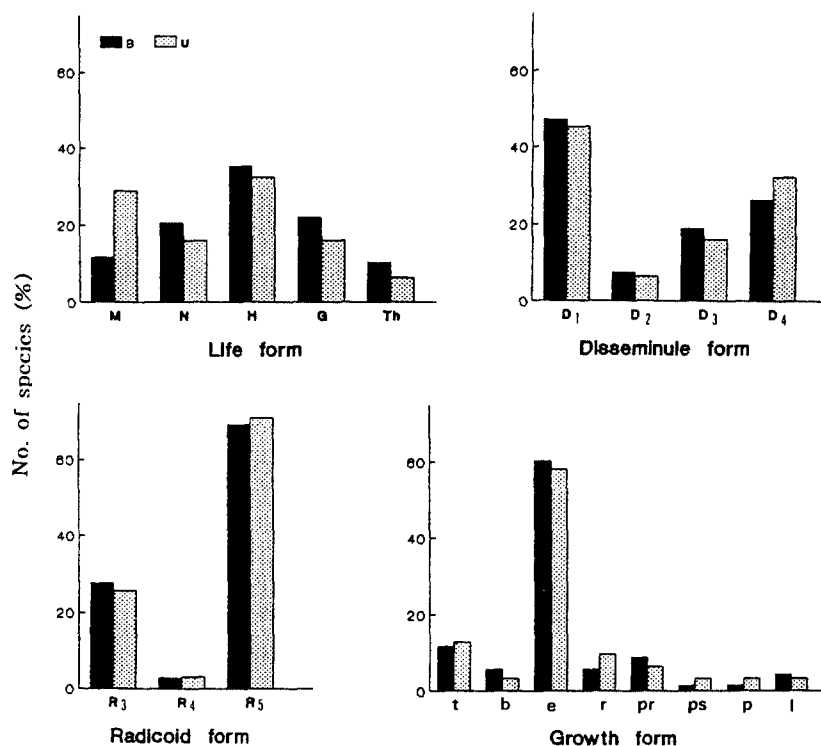 B U
60
40
20
0
M N H G Th
Life form
60
40
20
0
D1 D2 D3 D4
Disseminule form
No. of species (%)
60
40
20
0
R3 R4 R5
Radicoid form
60
40
20
0
t b e r pr ps p l
Growth form